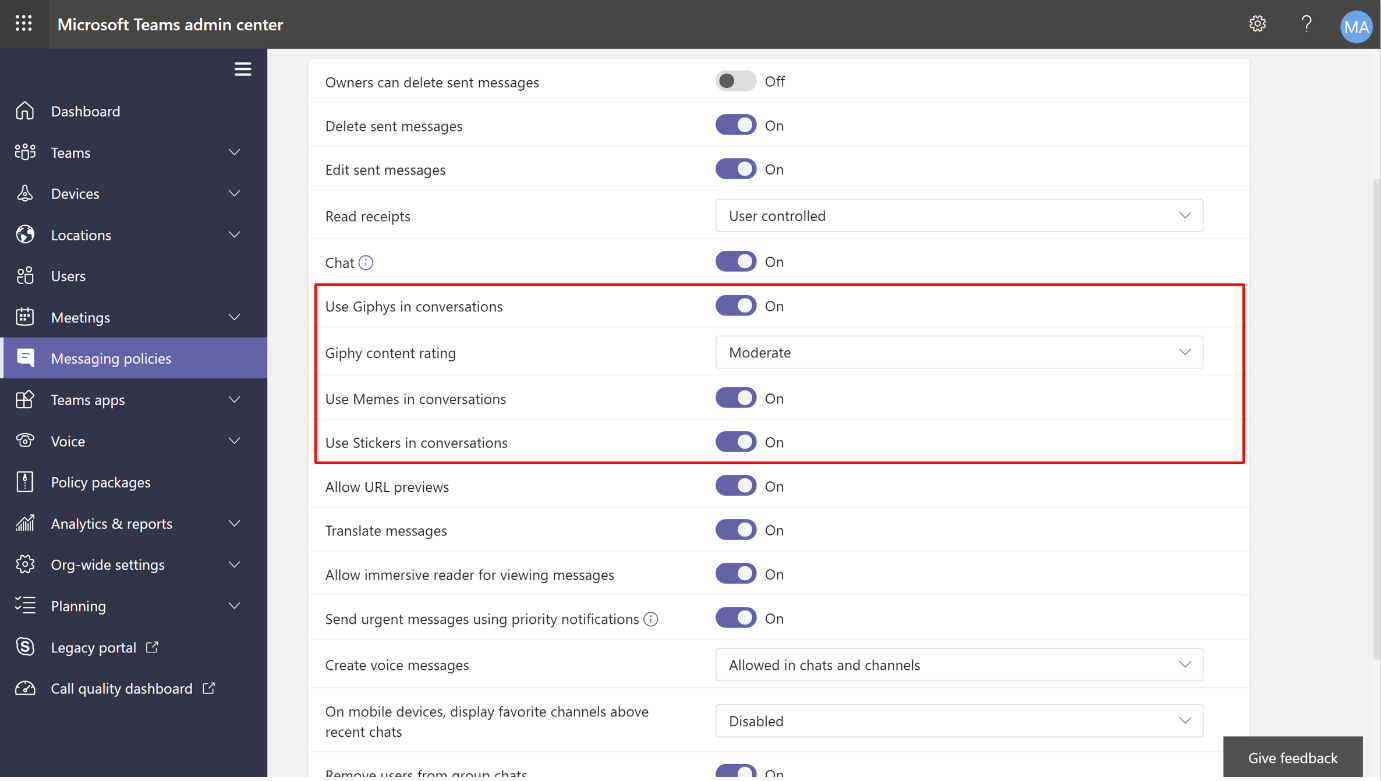 Microsoft Teams admin center
?
MA
Dashboard
Teams
Devices
Locations
Users
Meetings
Messaging policies
Teams apps
Voice
Policy packages
Analytics & reports
Org-wide settings
Planning
Legacy portal
Call quality dashboard
Owners can delete sent messages Off
Delete sent messages On
Edit sent messages On
Read receipts User controlled
Chat On
Use Giphys in conversations On
Giphy content rating Moderate
Use Memes in conversations On
Use Stickers in conversations On
Allow URL previews On
Translate messages On
Allow immersive reader for viewing messages On
Send urgent messages using priority notifications On
Create voice messages Allowed in chats and channels
On mobile devices, display favorite channels above
recent chats Disabled
Remove users from group chats On
Give feedback